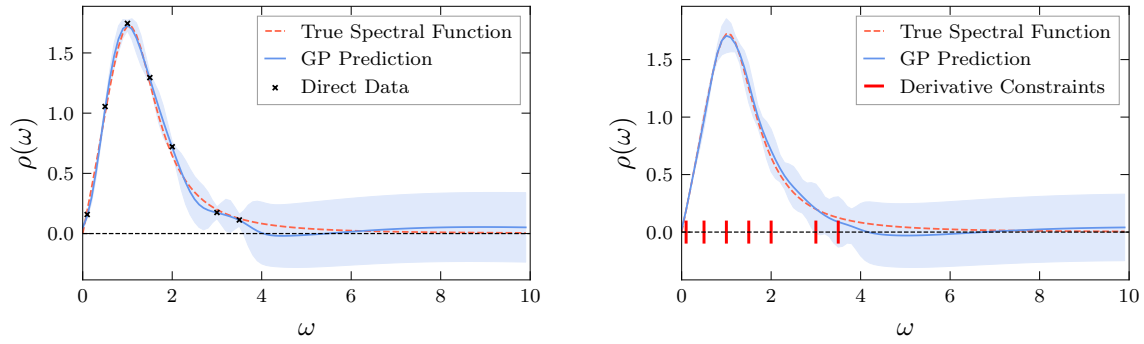 ρ(ω)
1.5
1.0
0.5
0.0
0 2 4 6 8 10
ω
True Spectral Function
GP Prediction
Direct Data
ρ(ω)
1.5
1.0
0.5
0.0
0 2 4 6 8 10
ω
True Spectral Function
GP Prediction
Derivative Constraints